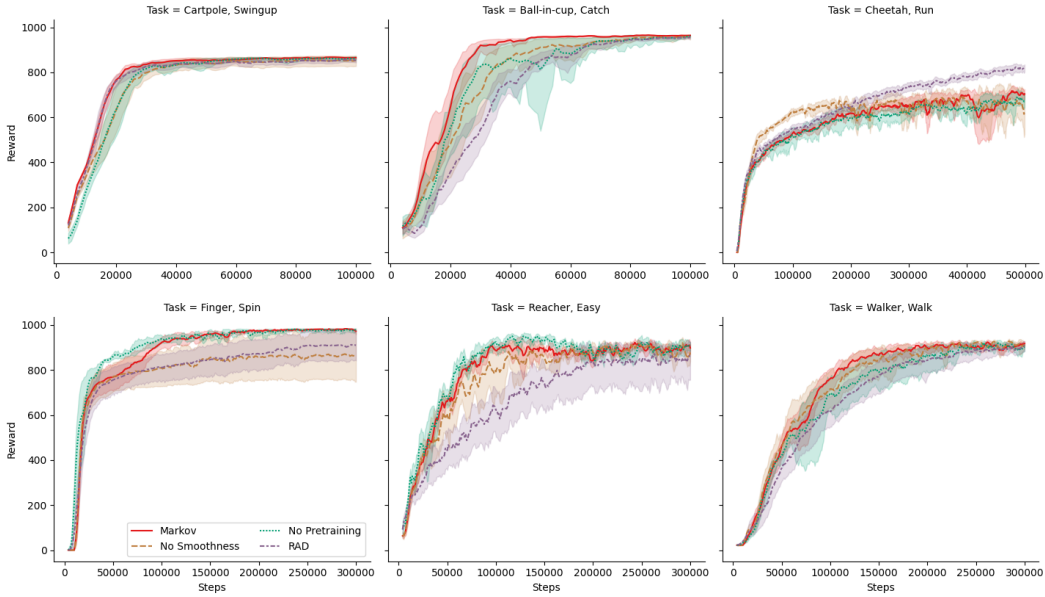 Task = Cartpole, Swingup
Task = Ball-in-cup, Catch
Task = Cheetah, Run
1000
800
600
400
200
0
Reward
0 20000 40000 60000 80000 100000
0 20000 40000 60000 80000 100000
0 100000 200000 300000 400000 500000
Task = Finger, Spin
Task = Reacher, Easy
Task = Walker, Walk
1000
800
600
400
200
0
Reward
Markov
No Smoothness
No Pretraining
RAD
0 50000 100000 150000 200000 250000 300000
0 50000 100000 150000 200000 250000 300000
0 50000 100000 150000 200000 250000 300000
Steps
Steps
Steps